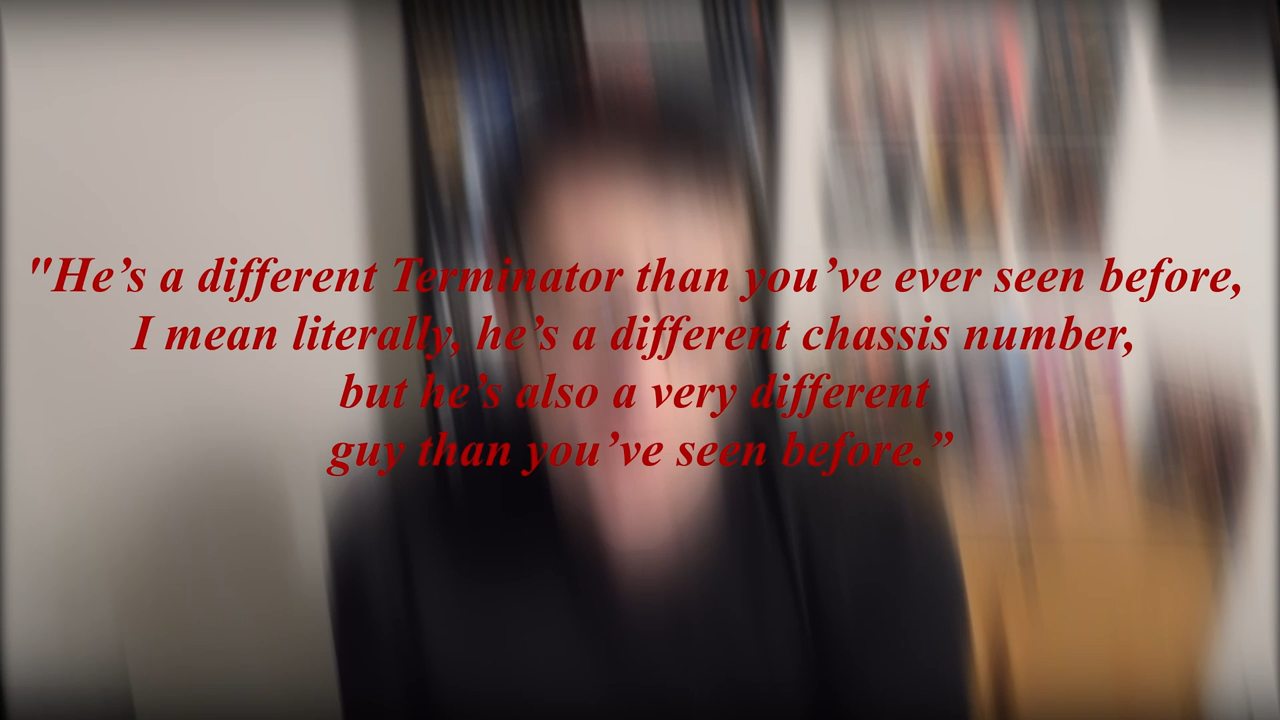 "He’s a different Terminator than you’ve ever seen before,
I mean literally, he’s a different chassis number,
but he’s also a very different
guy than you’ve seen before.”